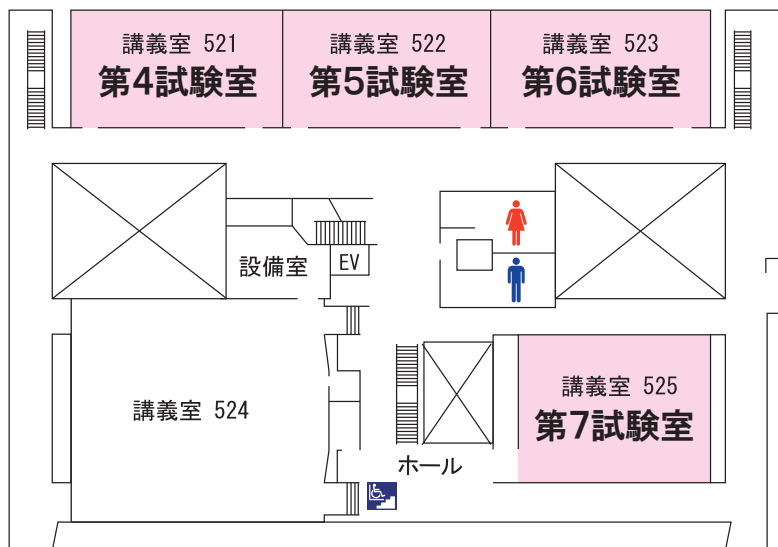 講義室 521
第4試験室
講義室 522
第5試験室
講義室 523
第6試験室
設備室
EV
講義室 524
講義室 525
第7試験室
ホール